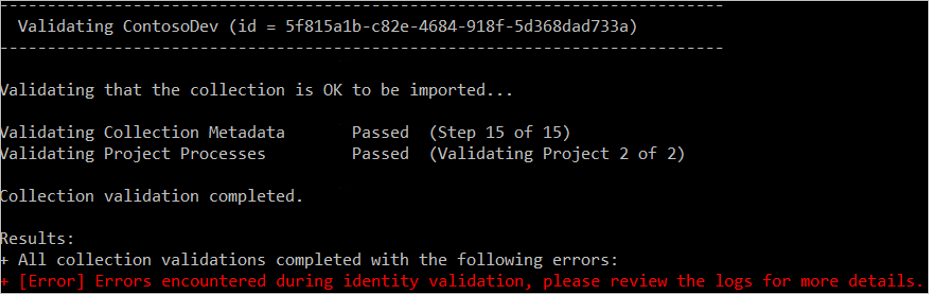 --------------------------------------------------------------------------
Validating ContosoDev (id = 5f815a1b-c82e-4684-918f-5d368dad733a)
--------------------------------------------------------------------------
Validating that the collection is OK to be imported...
Validating Collection Metadata Passed (Step 15 of 15)
Validating Project Processes Passed (Validating Project 2 of 2)
Collection validation completed.
Results:
+ All collection validations completed with the following errors:
+ [Error] Errors encountered during identity validation, please review the logs for more details.